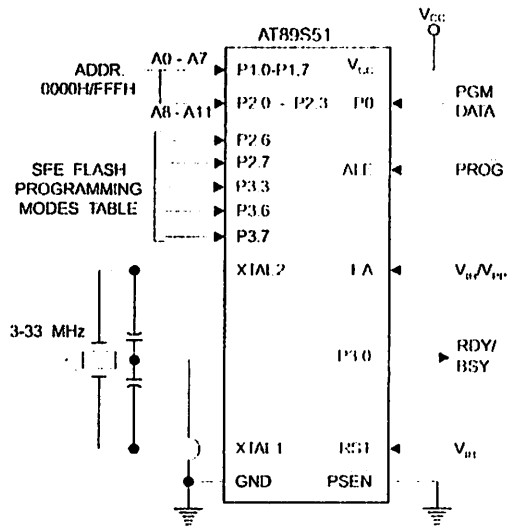 AT89S51
VCC
A0 - A7
ADDR.
0000H/FFFH
P1.0-P1.7
VCC
A8 - A11
P2.0 - P2.3
P0
PGM
DATA
P2.6
P2.7
ALE
PROG
SFE FLASH
PROGRAMMING
MODES TABLE
P3.3
P3.6
P3.7
XTAL2
EA
VIH/VPP
3-33 MHz
P3.0
RDY/
BSY
XTAL1
RST
VIH
GND
PSEN